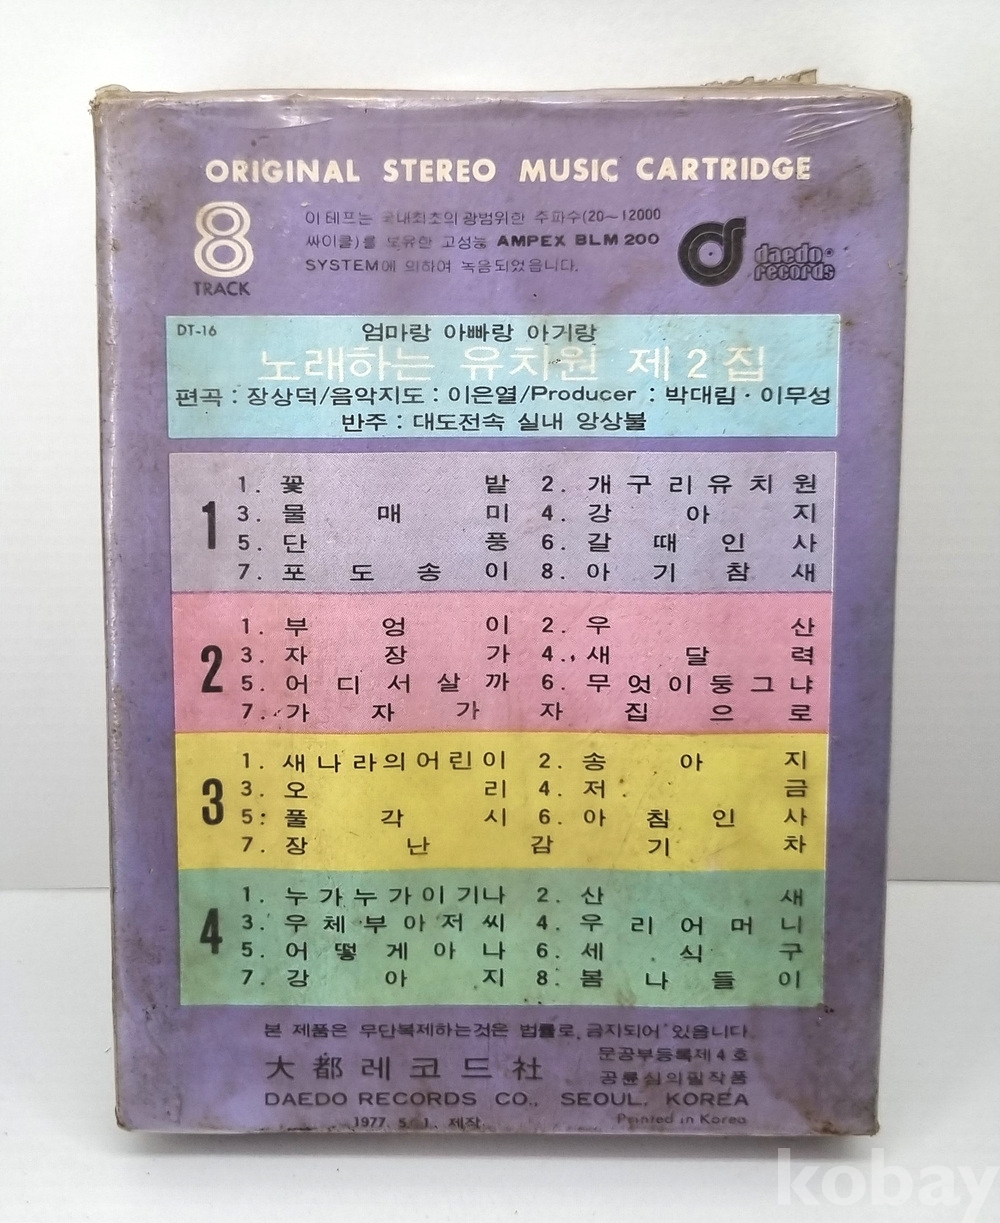 ORIGINAL STEREO MUSIC CARTRIDGE
8
TRACK
이 테프는 국내최초의 광범위한 주파수(20~12000
싸이클)를 보유한 고성능 AMPEX BLM 200
SYSTEM에 의하여 녹음되었읍니다.
daedo
records
DT-16
엄마랑 아빠랑 아기랑
노래하는 유치원 제2집
편곡 : 장상덕/음악지도 : 이은열/Producer : 박대림·이무성
반주 : 대도전속 실내 앙상불
1
1. 꽃밭 2. 개구리유치원
3. 물매미 4. 강아지
5. 단풍 6. 갈때인사
7. 포도송이 8. 아기참새
2
1. 부엉이 2. 우산
3. 자장가 4. 새달력
5. 어디서살까 6. 무엇이둥그냐
7. 가자가자집으로
3
1. 새나라의어린이 2. 송아지
3. 오리 4. 저금
5. 풀각시 6. 아침인사
7. 장난감기차
4
1. 누가누가이기나 2. 산새
3. 우체부아저씨 4. 우리어머니
5. 어떻게아나 6. 세식구
7. 강아지 8. 봄나들이
본 제품은 무단복제하는것은 법률로, 금지되어 있읍니다.
문공부등록제4호
大都레코드社
공륜심의필작품
DAEDO RECORDS CO., SEOUL, KOREA
1977. 5. 1. 제작
Printed in Korea
kobay